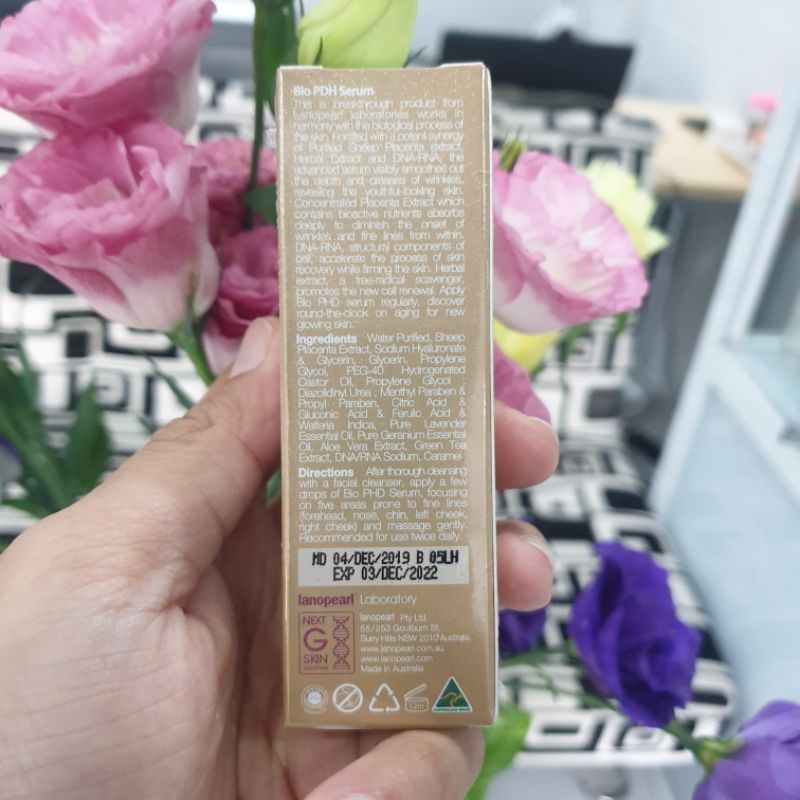 Bio PDH Serum
This is breakthrough product from
Lanopearl laboratories works in
harmony with the biological process of
the skin. Fortified with a potent synergy
of Purified Sheep Placenta extract,
Herbal Extract and DNA-RNA, the
advanced serum visibly smoothes out
the depth and creases of wrinkles,
revealing the youthful-looking skin.
Concentrated Placenta Extract which
contains bioactive nutrients absorbs
deeply to diminish the onset of
wrinkles and fine lines from within.
DNA-RNA, structural components of
cell, accelerate the process of skin
recovery while firming the skin. Herbal
extract, a free-radical scavenger,
promotes the new cell renewal. Apply
Bio PHD serum regularly, discover
round-the-clock on aging for new
glowing skin.
Ingredients Water Purified, Sheep
Placenta Extract, Sodium Hyaluronate
& Glycerin, Glycerin, Propylene
Glycol, PEG-40 Hydrogenated
Castor Oil, Propylene Glycol ,
Diazolidinyl Urea ; Menthyl Paraben &
Propyl Paraben, Citric Acid &
Gluconic Acid & Ferulic Acid &
Walteria Indica, Pure Lavender
Essential Oil, Pure Geranium Essential
Oil, Aloe Vera Extract, Green Tea
Extract, DNA/RNA Sodium, Caramel
Directions After thorough cleansing
with a facial cleanser, apply a few
drops of Bio PHD Serum, focusing
on five areas prone to fine lines
(forehead, nose, chin, left cheek,
right cheek) and massage gently.
Recommended for use twice daily.
MD 04/DEC/2019 B 05LH
EXP 03/DEC/2022
lanopearl Laboratory
NEXT
G
SKIN
lanopearl Pty Ltd.
55/253 Goulburn St,
Surry Hills NSW 2010 Australia
www.lanopearl.com.au
www.lanopearl.com
Made in Australia
12m
AUSTRALIAN MADE